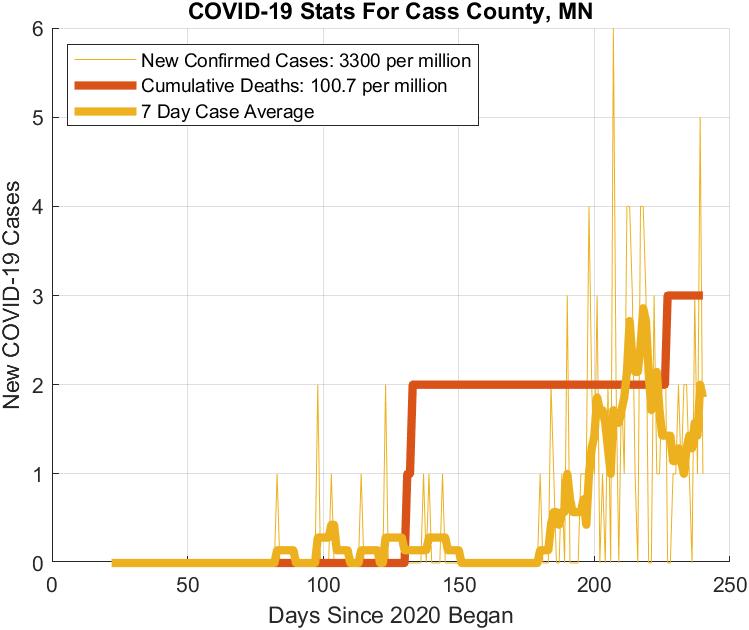 COVID-19 Stats For Cass County, MN
New Confirmed Cases: 3300 per million
Cumulative Deaths: 100.7 per million
7 Day Case Average
New COVID-19 Cases
6
5
4
3
2
1
0
0 50 100 150 200 250
Days Since 2020 Began